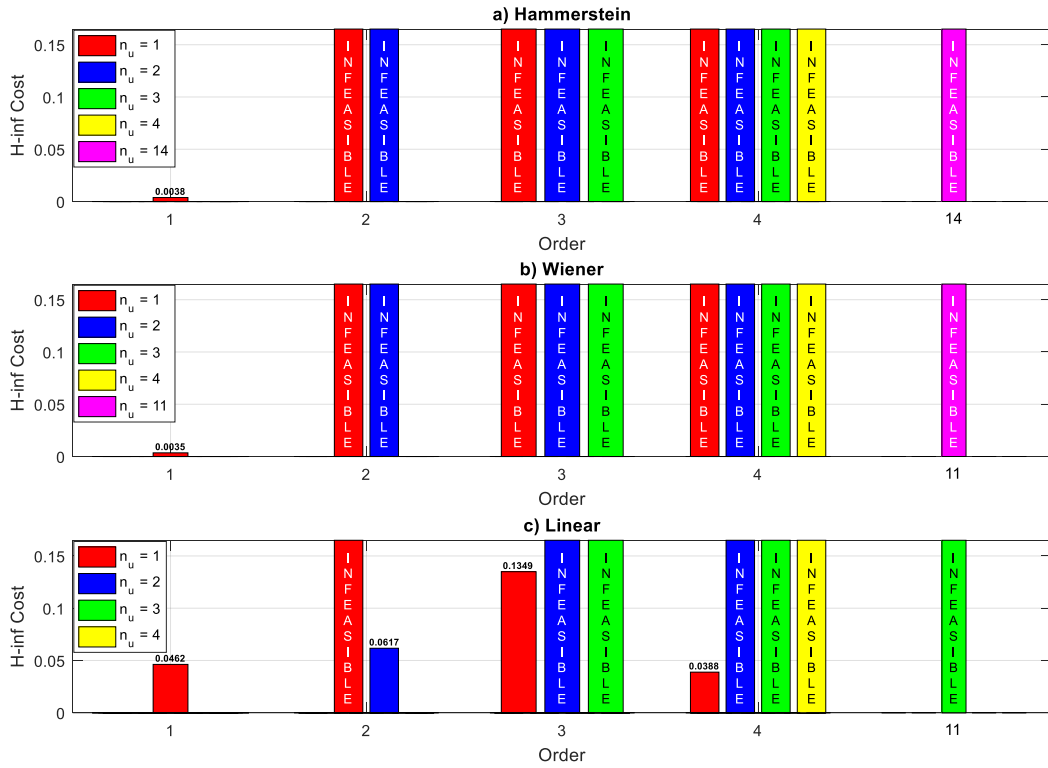 a) Hammerstein
H-inf Cost
0.15
0.1
0.05
0
n_u = 1
n_u = 2
n_u = 3
n_u = 4
n_u = 14
0.0038
INFEASIBLE
INFEASIBLE
INFEASIBLE
INFEASIBLE
INFEASIBLE
INFEASIBLE
INFEASIBLE
INFEASIBLE
INFEASIBLE
INFEASIBLE
1 2 3 4 14
Order
b) Wiener
H-inf Cost
0.15
0.1
0.05
0
n_u = 1
n_u = 2
n_u = 3
n_u = 4
n_u = 11
0.0035
INFEASIBLE
INFEASIBLE
INFEASIBLE
INFEASIBLE
INFEASIBLE
INFEASIBLE
INFEASIBLE
INFEASIBLE
INFEASIBLE
INFEASIBLE
1 2 3 4 11
Order
c) Linear
H-inf Cost
0.15
0.1
0.05
0
n_u = 1
n_u = 2
n_u = 3
n_u = 4
0.0462
INFEASIBLE
0.0617
0.1349
INFEASIBLE
INFEASIBLE
0.0388
INFEASIBLE
INFEASIBLE
INFEASIBLE
INFEASIBLE
1 2 3 4 11
Order